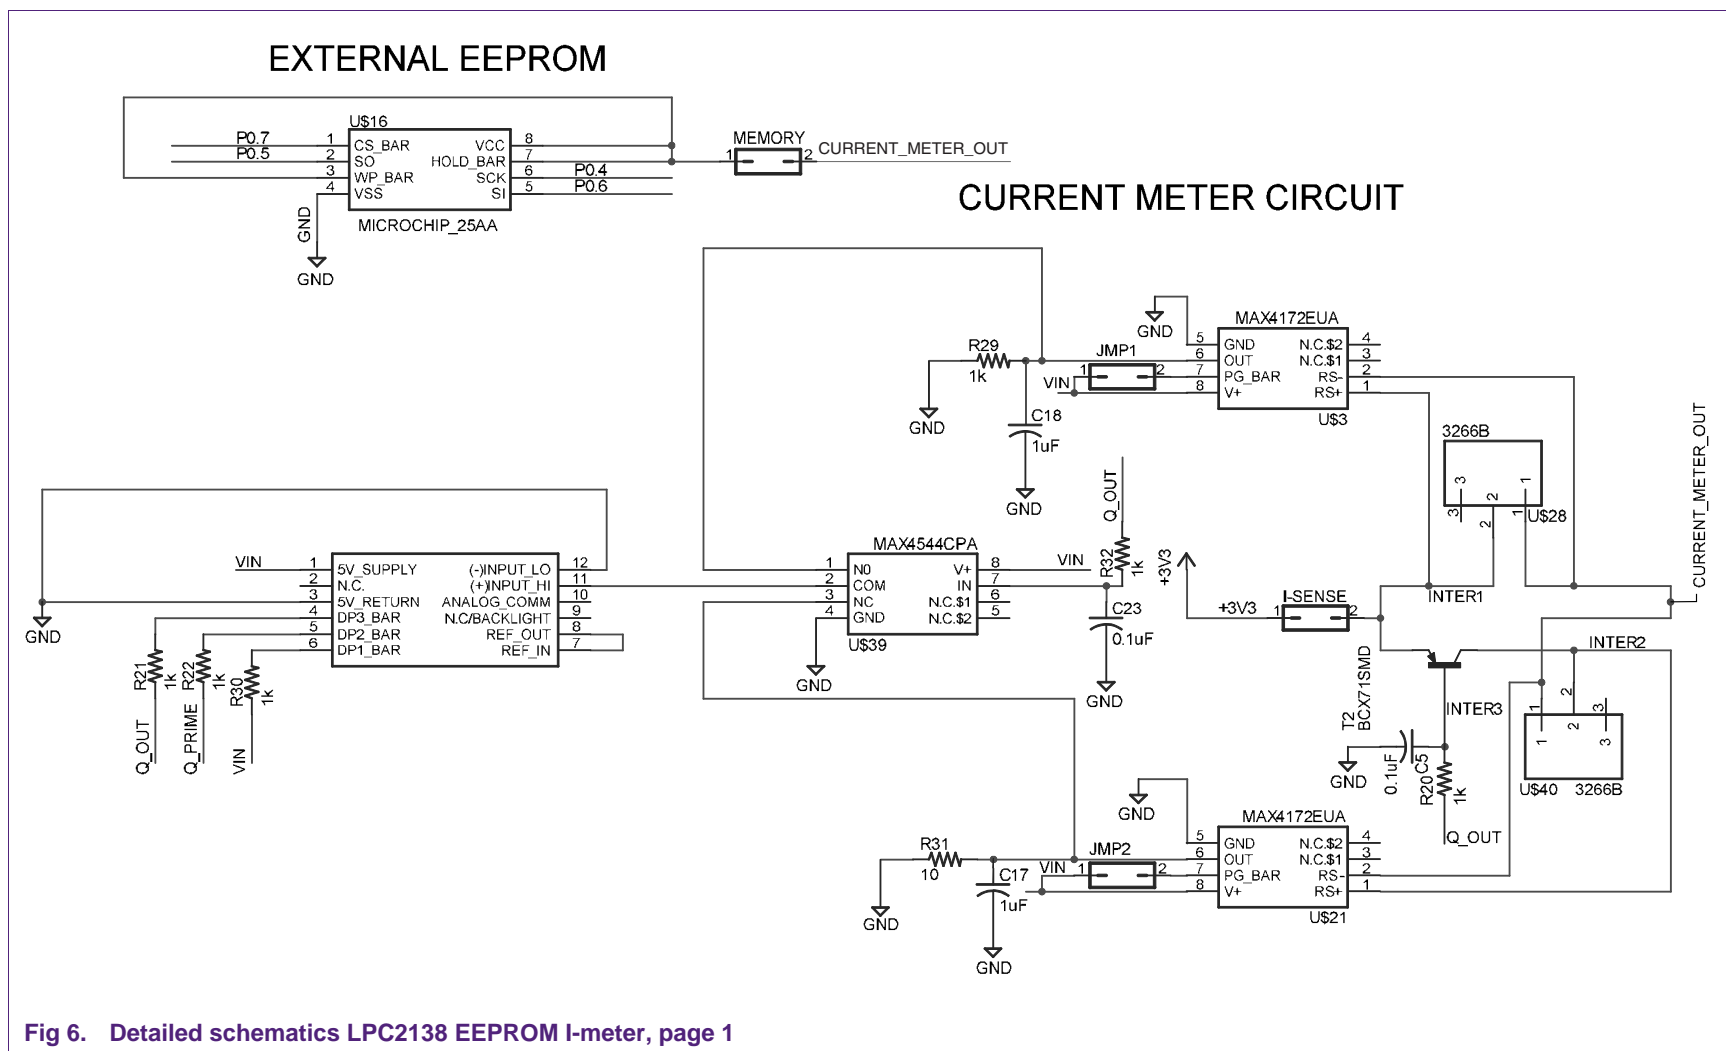 EXTERNAL EEPROM
U$16
P0.7 1 CS_BAR VCC 8
P0.5 2 SO HOLD_BAR 7
3 WP_BAR SCK 6 P0.4
4 VSS SI 5 P0.6
MICROCHIP_25AA
GND
GND
MEMORY
1 2 CURRENT_METER_OUT
CURRENT METER CIRCUIT
MAX4172EUA
GND
5 GND N.C.$2 4
6 OUT N.C.$1 3
7 PG_BAR RS- 2
8 V+ RS+ 1
U$3
JMP1
1 2
VIN
R29
1k
GND
C18
1uF
GND
3266B
3 2 1
3 2 1
U$28
CURRENT_METER_OUT
Q_OUT
R32
1k
MAX4544CPA
1 N0 V+ 8 VIN
2 COM IN 7
3 NC N.C.$1 6
4 GND N.C.$2 5
U$39
GND
C23
0.1uF
GND
+3V3
+3V3
I-SENSE
1 2
INTER1
INTER2
INTER3
T2
BCX71SMD
VIN 1 5V_SUPPLY (-)INPUT_LO 12
2 N.C. (+)INPUT_HI 11
3 5V_RETURN ANALOG_COMM 10
4 DP3_BAR N.C/BACKLIGHT 9
5 DP2_BAR REF_OUT 8
6 DP1_BAR REF_IN 7
GND
R21
1k
R22
1k
R30
1k
Q_OUT
Q_PRIME
VIN
GND
0.1uF
C5
R20
1k
Q_OUT
1 2 3
1 2 3
U$40 3266B
MAX4172EUA
GND
5 GND N.C.$2 4
6 OUT N.C.$1 3
7 PG_BAR RS- 2
8 V+ RS+ 1
U$21
JMP2
1 2
VIN
R31
10
GND
C17
1uF
GND
Fig 6. Detailed schematics LPC2138 EEPROM I-meter, page 1